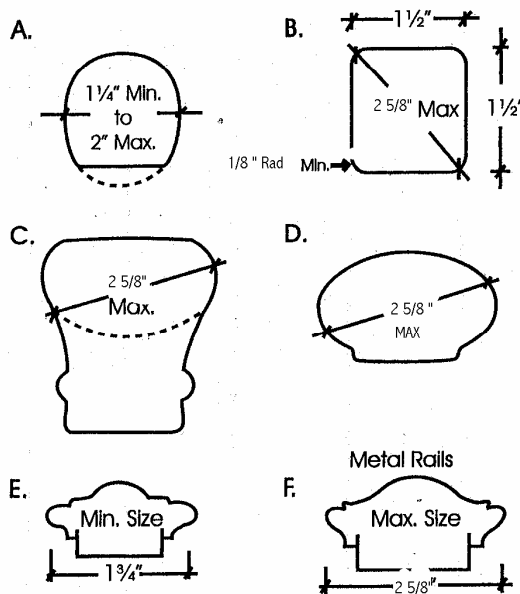 A.
1¼" Min.
to
2" Max.
B.
1½"
2 5/8" Max
1½"
1/8 " Rad Min.
C.
2 5/8"
Max.
D.
2 5/8 "
MAX
Metal Rails
E.
Min. Size
1¾"
F.
Max. Size
2 5/8"